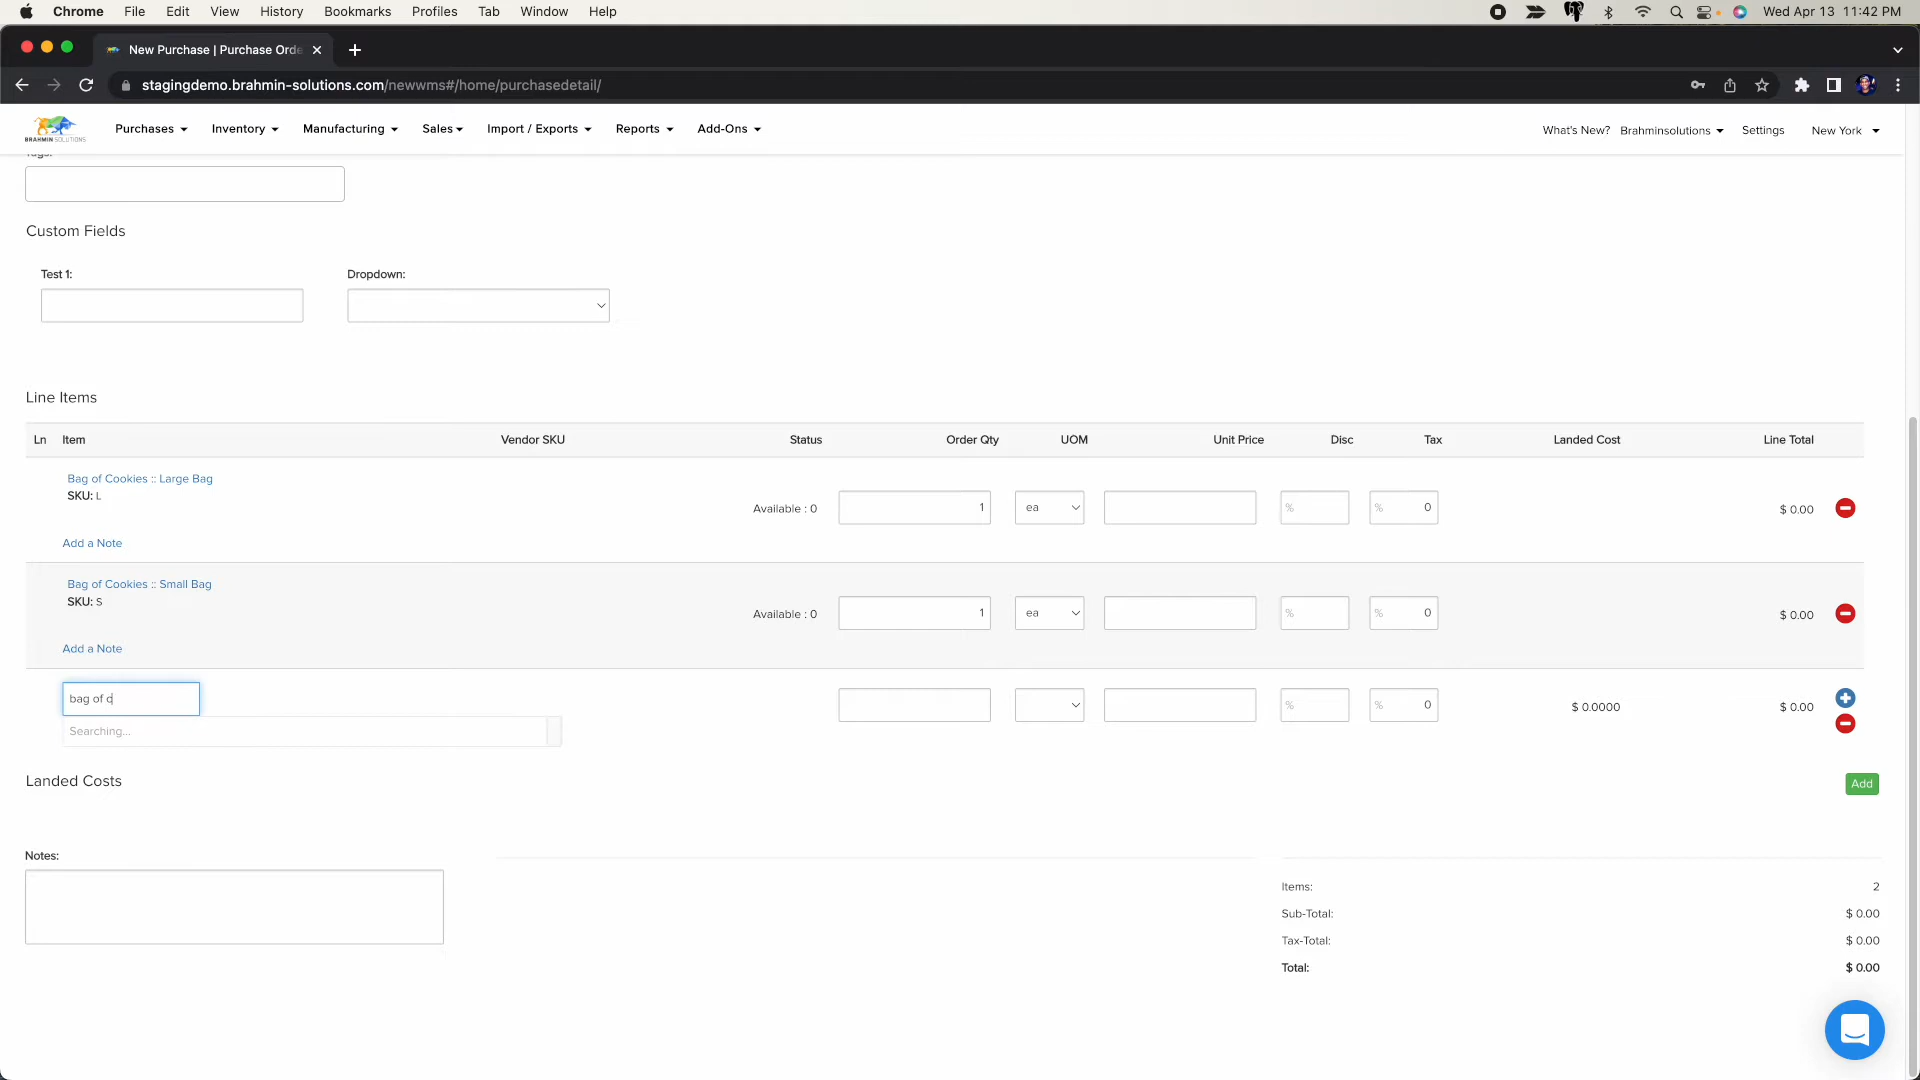 Chrome File Edit View History Bookmarks Profiles Tab Window Help Wed Apr 13 11:42 PM
New Purchase | Purchase Orde
stagingdemo.brahmin-solutions.com/newwms#/home/purchasedetail/
BRAHMIN SOLUTIONS Purchases Inventory Manufacturing Sales Import / Exports Reports Add-Ons What's New? Brahminsolutions Settings New York
Tags:
Custom Fields
Test 1: Dropdown:
Line Items
Ln Item Vendor SKU Status Order Qty UOM Unit Price Disc Tax Landed Cost Line Total
Bag of Cookies :: Large Bag
SKU: L
Available : 0 1 ea % % 0 $ 0.00
Add a Note
Bag of Cookies :: Small Bag
SKU: S
Available : 0 1 ea % % 0 $ 0.00
Add a Note
bag of c % % 0 $ 0.0000 $ 0.00
Searching...
Landed Costs Add
Notes:
Items: 2
Sub-Total: $ 0.00
Tax-Total: $ 0.00
Total: $ 0.00